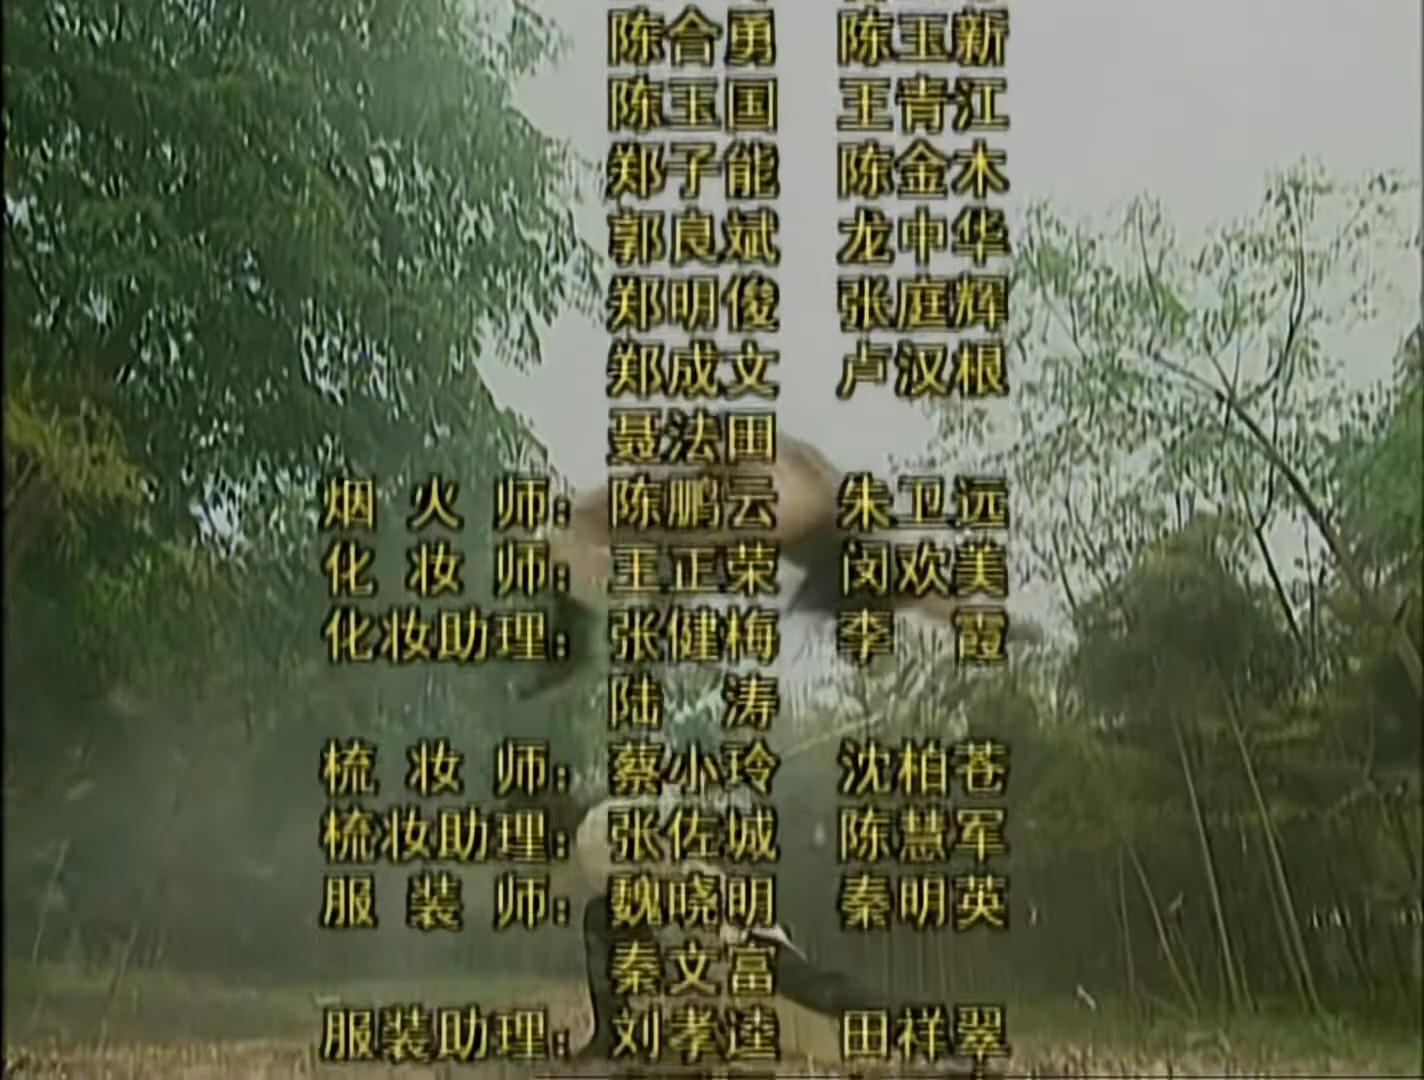 陈合勇 陈玉新
陈玉国 王青江
郑子能 陈金木
郭良斌 龙中华
郑明俊 张庭辉
郑成文 卢汉根
聂法田
烟火师：陈鹏云 朱卫远
化妆师：王正荣 闵欢美
化妆助理：张健梅 李霞
陆涛
梳妆师：蔡小玲 沈柏苍
梳妆助理：张佐城 陈慧军
服装师：魏晓明 秦明英
秦文富
服装助理：刘孝逵 田祥翠